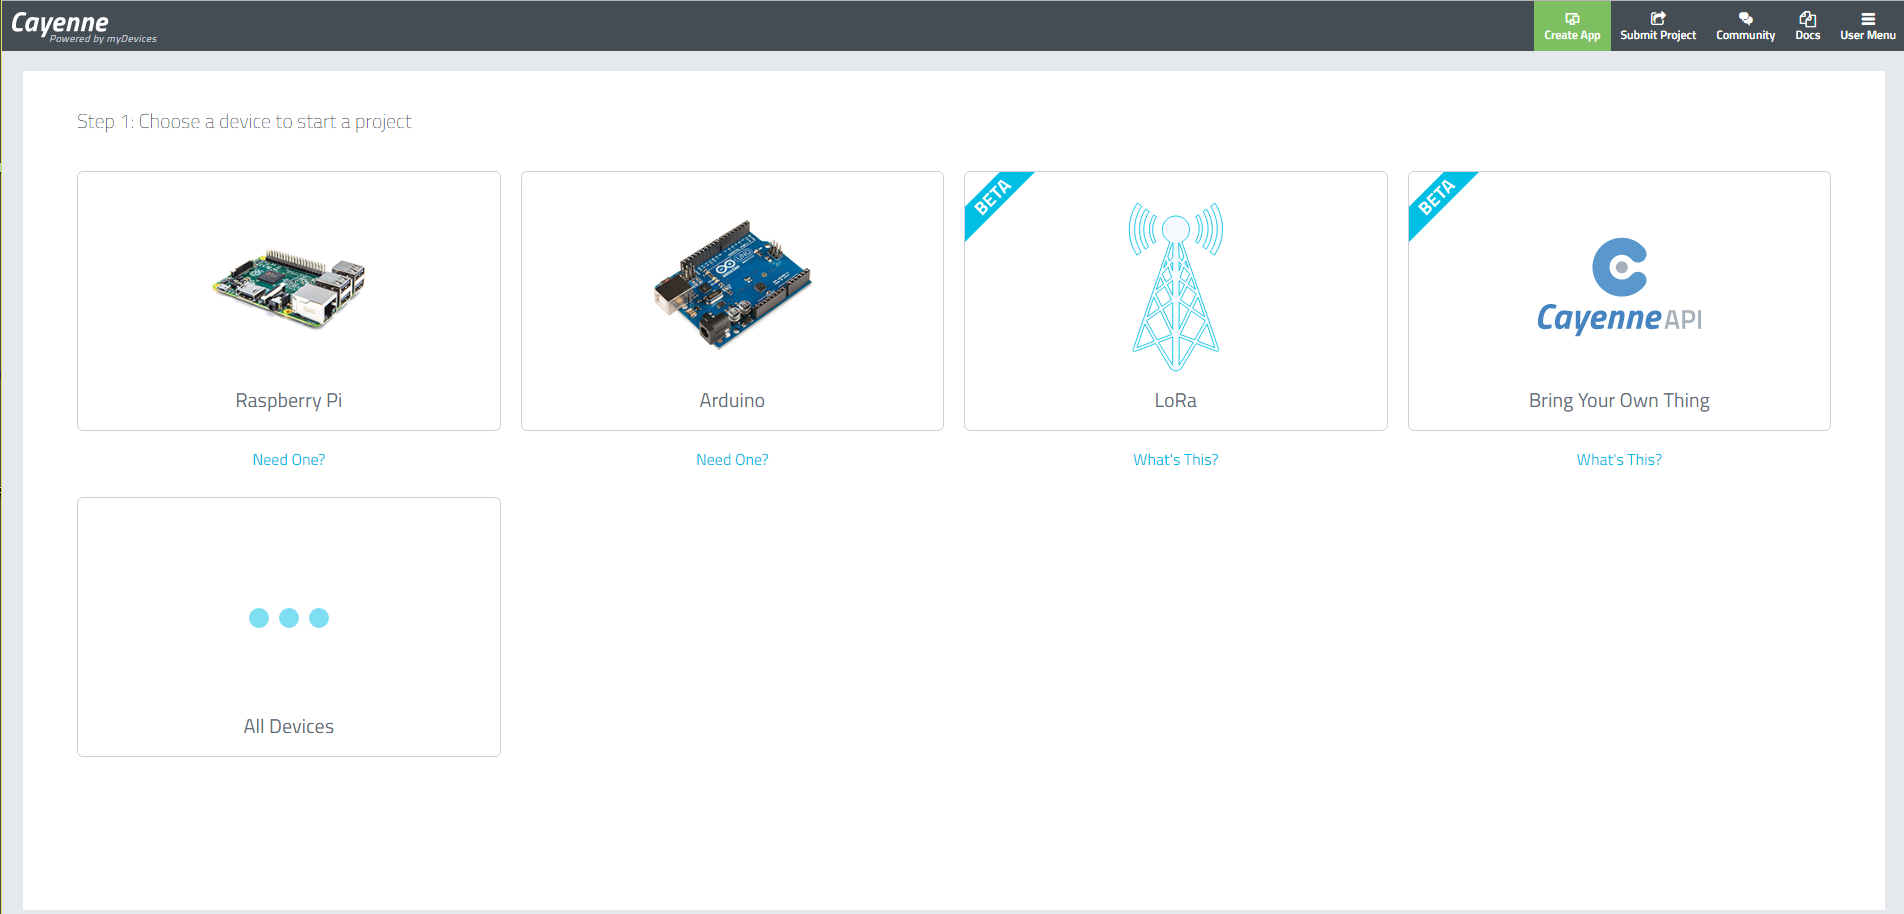 Cayenne
Powered by myDevices
Create App
Submit Project
Community
Docs
User Menu
Step 1: Choose a device to start a project
BETA
BETA
UNO
Cayenne API
Raspberry Pi
Arduino
LoRa
Bring Your Own Thing
Need One?
Need One?
What's This?
What's This?
All Devices